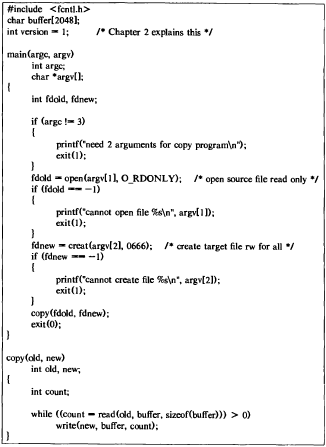 #include <fcntl.h>
char buffer[2048];
int version = 1; /* Chapter 2 explains this */
main(argc, argv)
int argc;
char *argv[];
{
int fdold, fdnew;
if (argc != 3)
{
printf("need 2 arguments for copy program\n");
exit(1);
}
fdold = open(argv[1], O_RDONLY); /* open source file read only */
if (fdold == -1)
{
printf("cannot open file %s\n", argv[1]);
exit(1);
}
fdnew = creat(argv[2], 0666); /* create target file rw for all */
if (fdnew == -1)
{
printf("cannot create file %s\n", argv[2]);
exit(1);
}
copy(fdold, fdnew);
exit(0);
}
copy(old, new)
int old, new;
{
int count;
while ((count = read(old, buffer, sizeof(buffer))) > 0)
write(new, buffer, count);
}